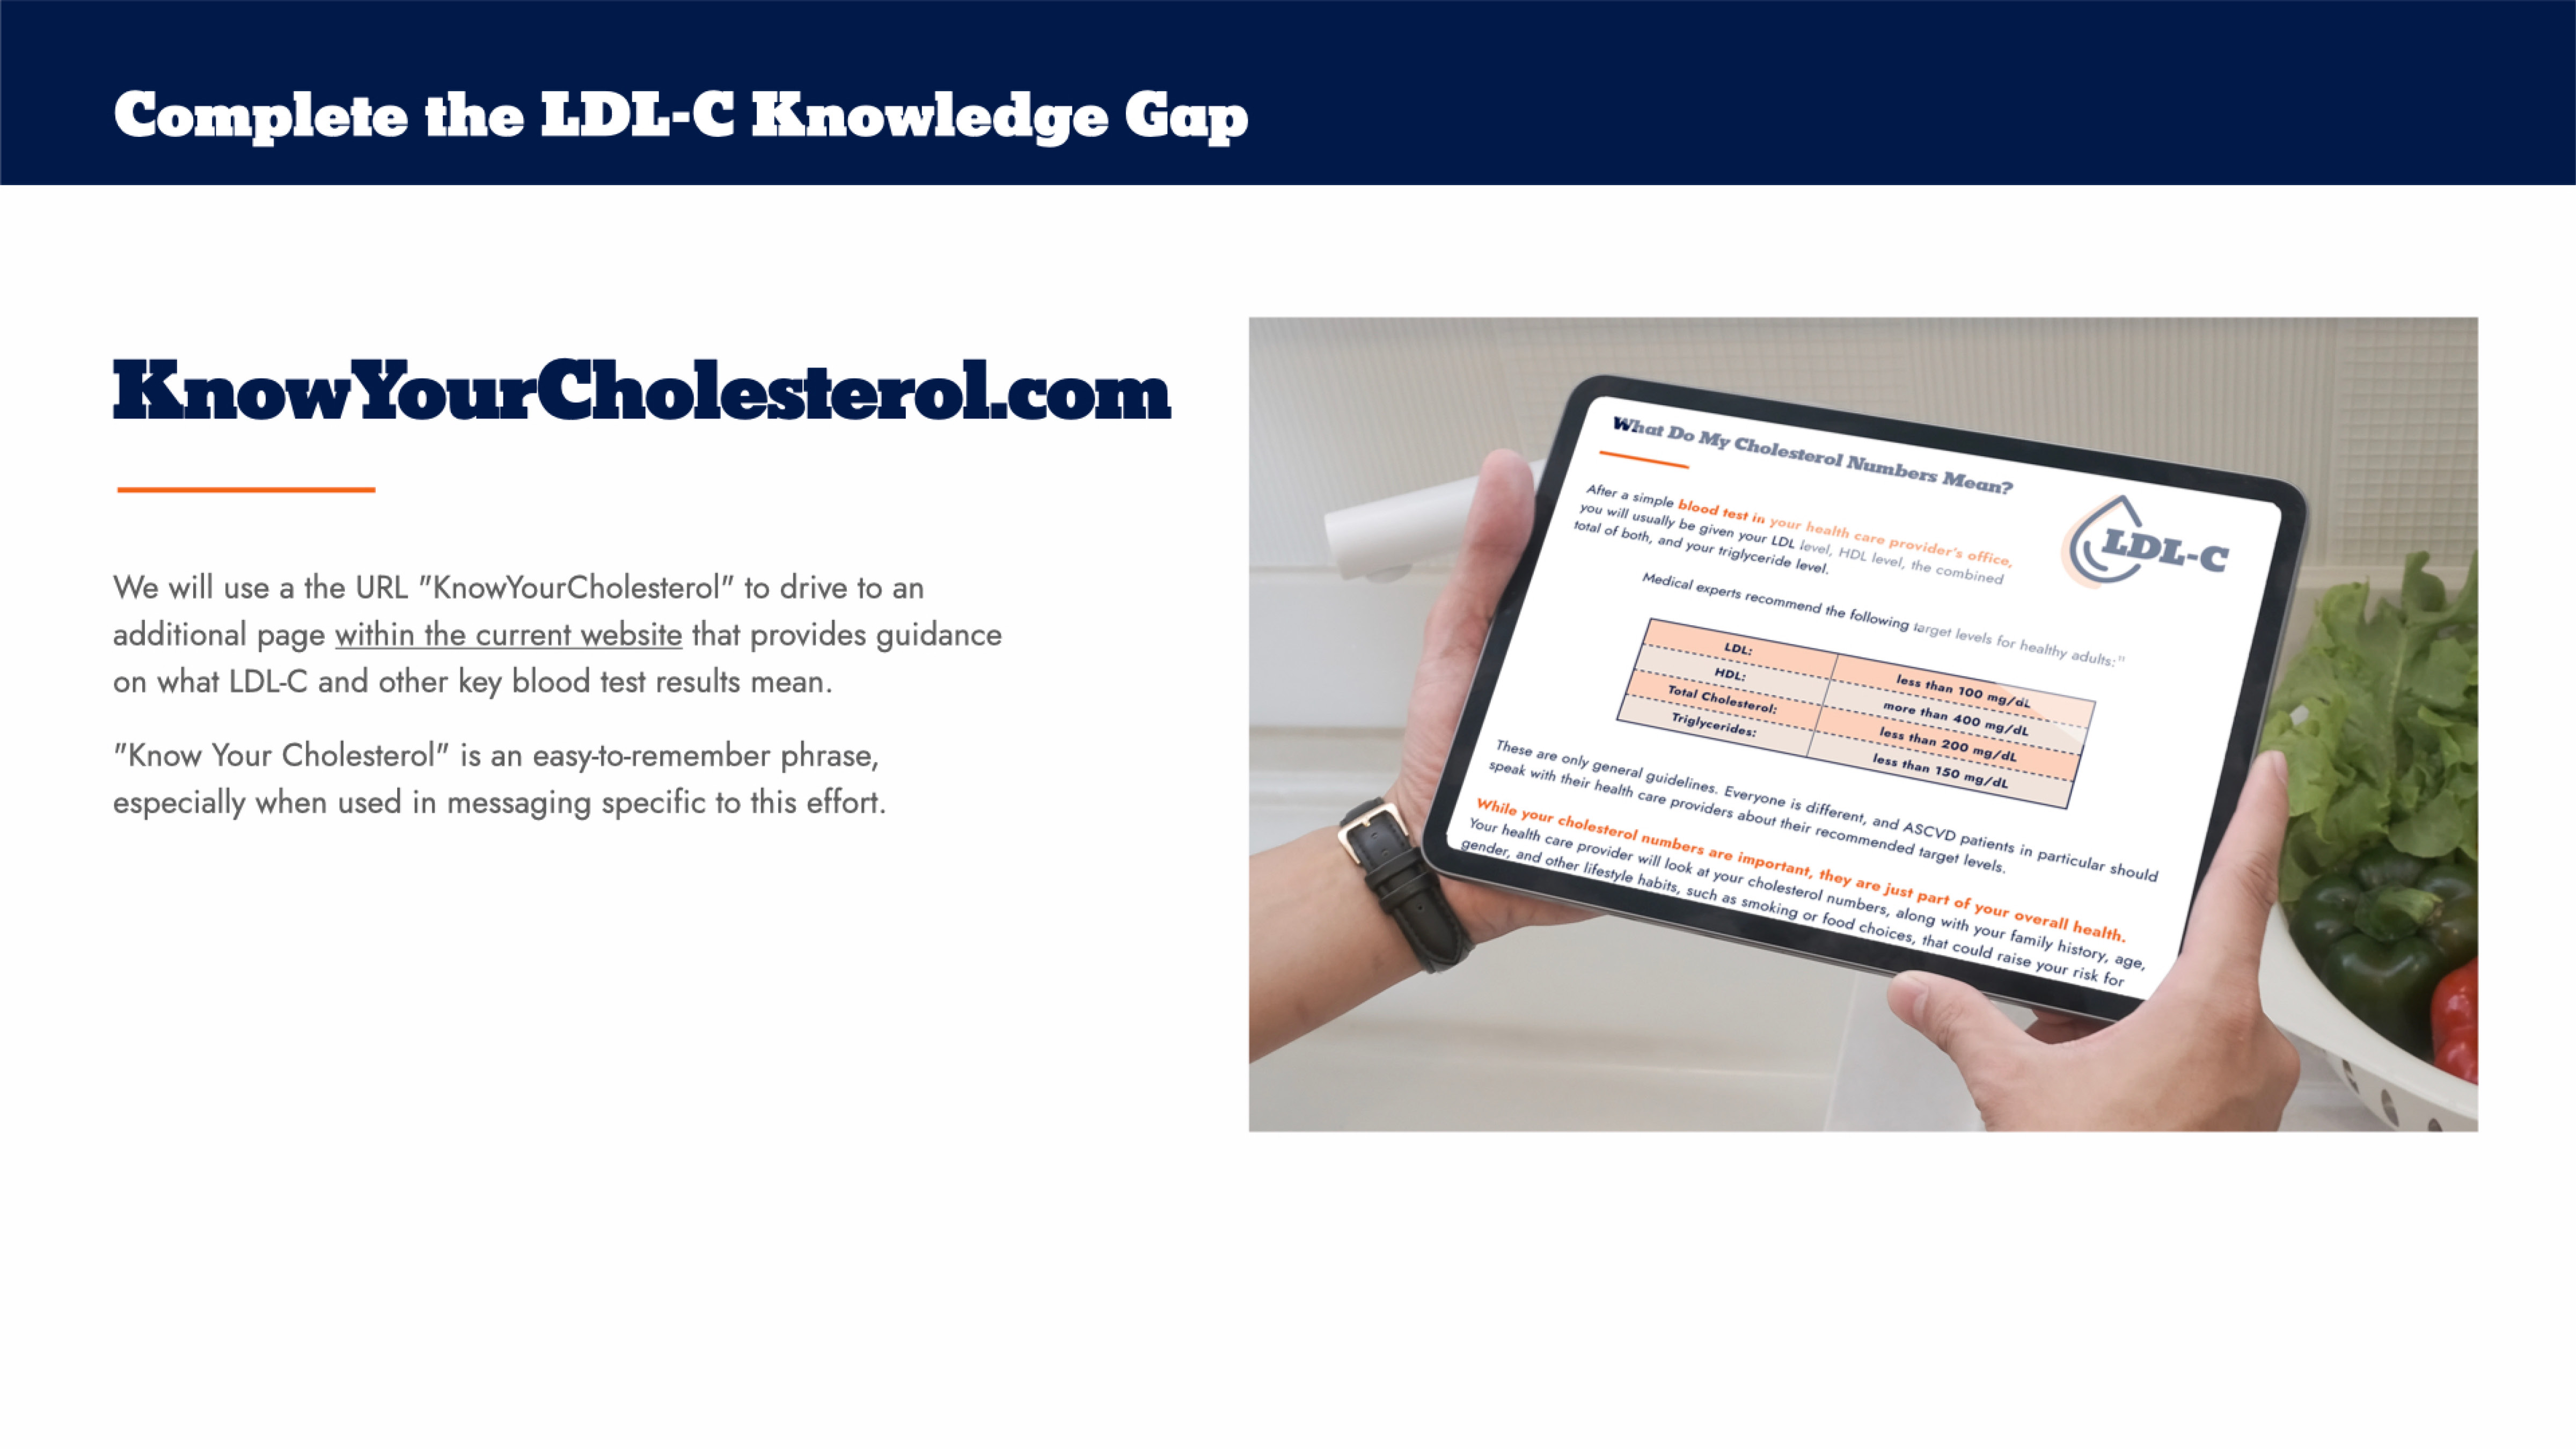 Complete the LDL-C Knowledge Gap
KnowYourCholesterol.com
We will use a the URL "KnowYourCholesterol" to drive to an
additional page within the current website that provides guidance
on what LDL-C and other key blood test results mean.
"Know Your Cholesterol" is an easy-to-remember phrase,
especially when used in messaging specific to this effort.
What Do My Cholesterol Numbers Mean?
After a simple blood test in your health care provider's office,
you will usually be given your LDL level, HDL level, the combined
total of both, and your triglyceride level.
LDL-C
Medical experts recommend the following target levels for healthy adults:¹¹
LDL: less than 100 mg/dL
HDL: more than 400 mg/dL
Total Cholesterol: less than 200 mg/dL
Triglycerides: less than 150 mg/dL
These are only general guidelines. Everyone is different, and ASCVD patients in particular should
speak with their health care providers about their recommended target levels.
While your cholesterol numbers are important, they are just part of your overall health.
Your health care provider will look at your cholesterol numbers, along with your family history, age,
gender, and other lifestyle habits, such as smoking or food choices, that could raise your risk for